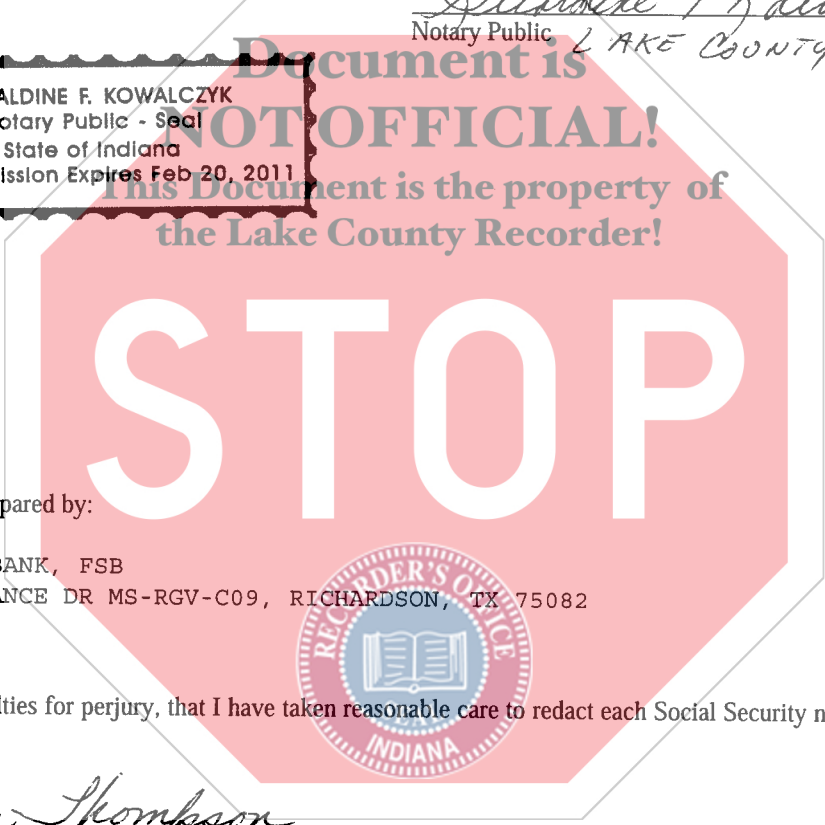 Notary Public LAKE COUNTY
Document is
NOT OFFICIAL!
This Document is the property of
the Lake County Recorder!
ALDINE F. KOWALCZYK
otary Public - Seal
State of Indiana
ission Expires Feb 20, 2011
STOP
pared by:
BANK, FSB
ANCE DR MS-RGV-C09, RICHARDSON, TX 75082
RECORDER'S OFFICE
SEAL
INDIANA
lties for perjury, that I have taken reasonable care to redact each Social Security n
Thompson